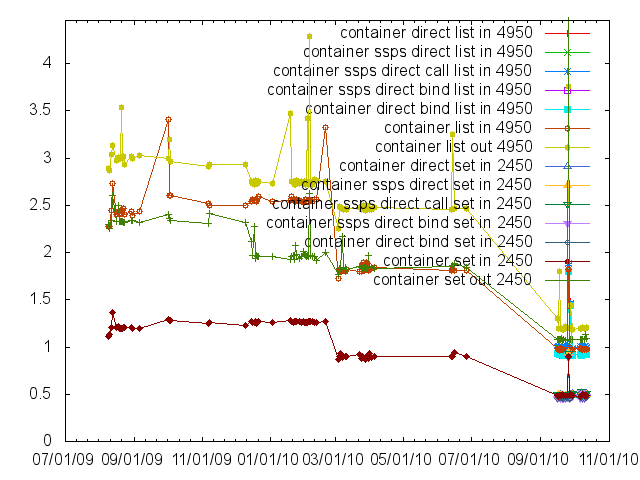 container direct list in 4950
container ssps direct list in 4950
container ssps direct call list in 4950
container ssps direct bind list in 4950
container direct bind list in 4950
container list in 4950
container list out 4950
container direct set in 2450
container ssps direct set in 2450
container ssps direct call set in 2450
container ssps direct bind set in 2450
container direct bind set in 2450
container set in 2450
container set out 2450
4
3.5
3
2.5
2
1.5
1
0.5
0
07/01/09 09/01/09 11/01/09 01/01/10 03/01/10 05/01/10 07/01/10 09/01/10 11/01/10